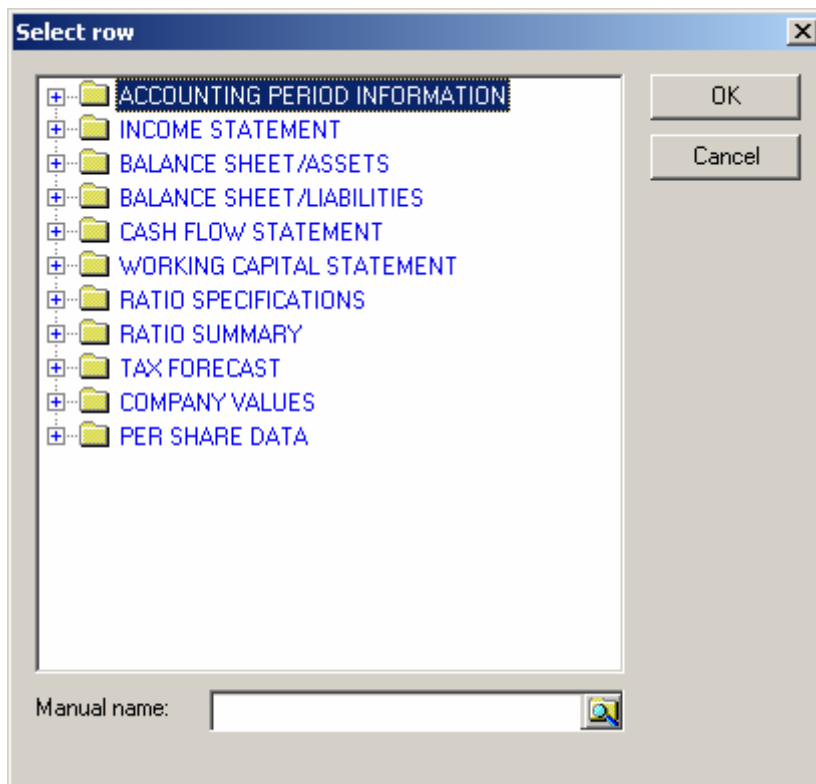 Select row
ACCOUNTING PERIOD INFORMATION
OK
INCOME STATEMENT
BALANCE SHEET/ASSETS
Cancel
BALANCE SHEET/LIABILITIES
CASH FLOW STATEMENT
WORKING CAPITAL STATEMENT
RATIO SPECIFICATIONS
RATIO SUMMARY
TAX FORECAST
COMPANY VALUES
PER SHARE DATA
Manual name: